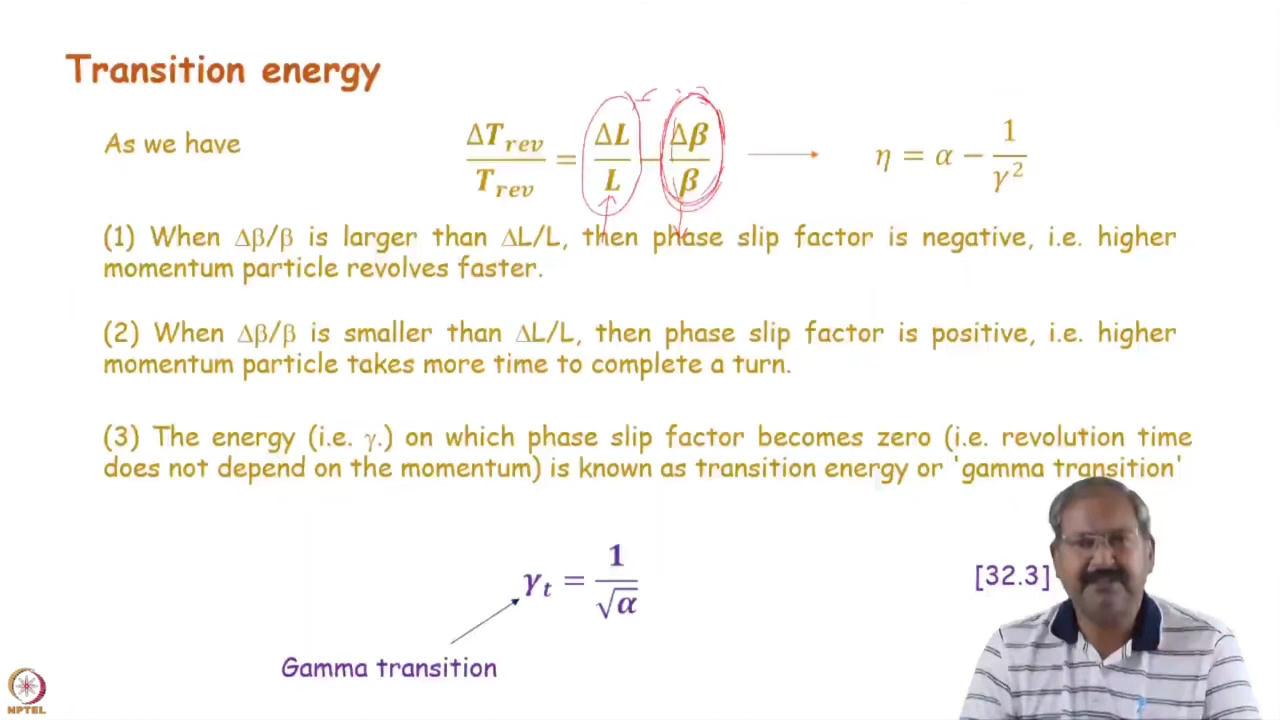 Transition energy
As we have
ΔT_rev / T_rev = ΔL / L − Δβ / β → η = α − 1 / γ²
(1) When Δβ/β is larger than ΔL/L, then phase slip factor is negative, i.e. higher
momentum particle revolves faster.
(2) When Δβ/β is smaller than ΔL/L, then phase slip factor is positive, i.e. higher
momentum particle takes more time to complete a turn.
(3) The energy (i.e. γ.) on which phase slip factor becomes zero (i.e. revolution time
does not depend on the momentum) is known as transition energy or 'gamma transition'
γ_t = 1 / √α
[32.3]
Gamma transition
NPTEL